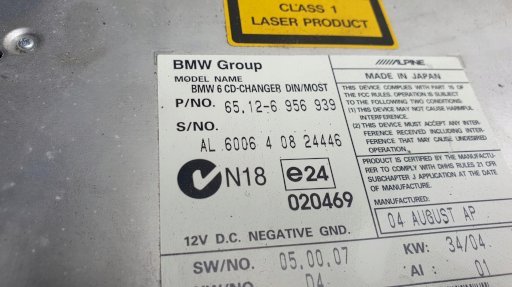 CLASS 1
LASER PRODUCT
BMW Group
MODEL NAME
BMW 6 CD-CHANGER DIN/MOST
P/NO. 65.12-6 956 939
S/NO.
AL 6006 4 08 24446
N18 e24
020469
12V D.C. NEGATIVE GND.
SW/NO. 05.00.07
D4
ALPINE
MADE IN JAPAN
THIS DEVICE COMPLIES WITH PART 15 OF
THE FCC RULES. OPERATION IS SUBJECT
TO THE FOLLOWING TWO CONDITIONS.
(1) THIS DEVICE MAY NOT CAUSE HARMFUL
INTERFERENCE.
(2) THIS DEVICE MUST ACCEPT ANY INTER-
FERENCE RECEIVED INCLUDING INTER-
FERENCE THAT MAY CAUSE UNDESIRED
OPERATION.
PRODUCT IS CERTIFIED BY THE MANUFACTU-
RER TO COMPLY WITH DHHS RULES 21 CFR
SUBCHAPTER J APPLICABLE AT THE DATE
OF MANUFACTURE.
MANUFACTURED:
04 AUGUST AP
KW: 34/04
AI : 01